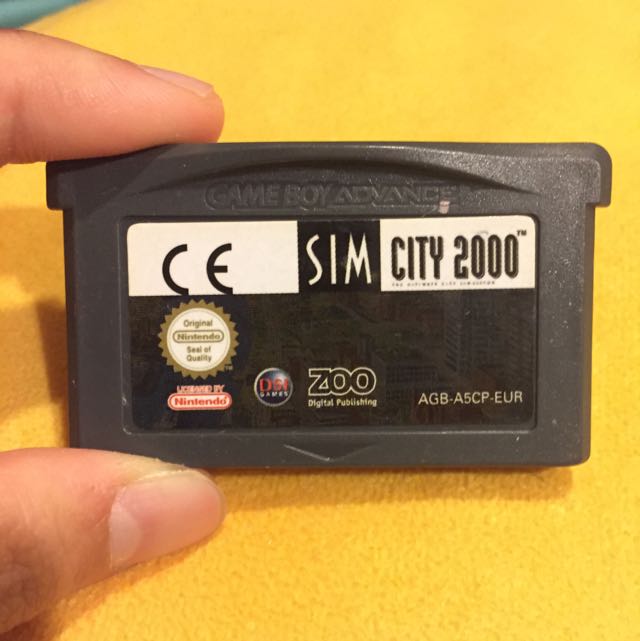 GAME BOY ADVANCE
CE
SIM
CITY 2000™
THE ULTIMATE CITY SIMULATOR
Original
Nintendo
Seal of
Quality
TM
LICENSED BY
Nintendo
DSI
GAMES
ZOO
Digital Publishing
AGB-A5CP-EUR